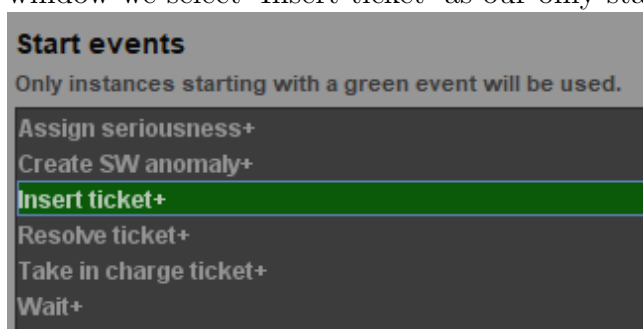 window we select 'Insert ticket' as our only sta
Start events
Only instances starting with a green event will be used.
Assign seriousness+
Create SW anomaly+
Insert ticket+
Resolve ticket+
Take in charge ticket+
Wait+